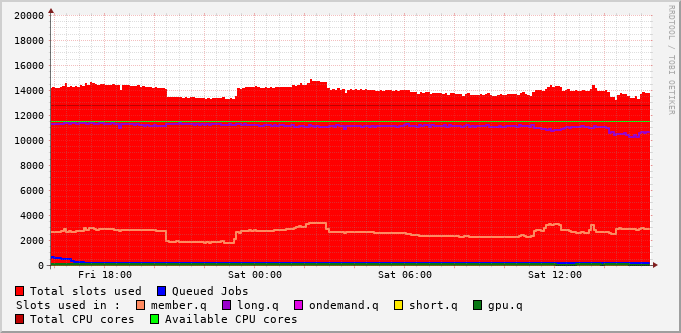 20000
18000
16000
14000
12000
10000
8000
6000
4000
2000
0
Fri 18:00 Sat 00:00 Sat 06:00 Sat 12:00
RRDTOOL / TOBI OETIKER
Total slots used Queued Jobs
Slots used in : member.q long.q ondemand.q short.q gpu.q
Total CPU cores Available CPU cores